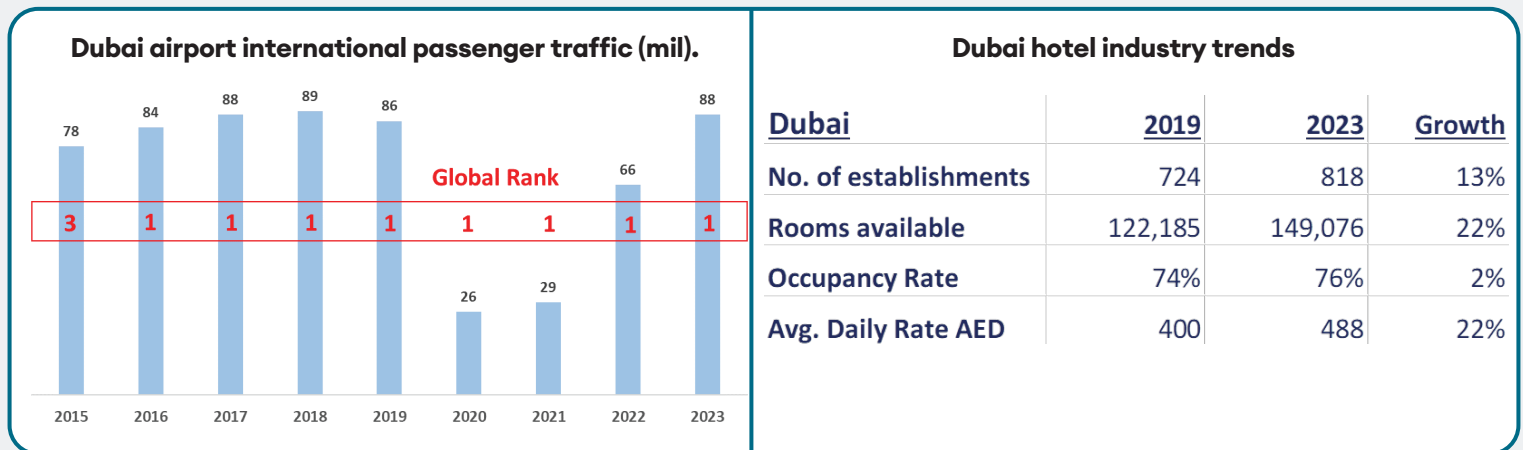 Dubai airport international passenger traffic (mil).
78 84 88 89 86 26 29 66 88
Global Rank
3 1 1 1 1 1 1 1 1
2015 2016 2017 2018 2019 2020 2021 2022 2023
Dubai hotel industry trends
Dubai 2019 2023 Growth
No. of establishments 724 818 13%
Rooms available 122,185 149,076 22%
Occupancy Rate 74% 76% 2%
Avg. Daily Rate AED 400 488 22%